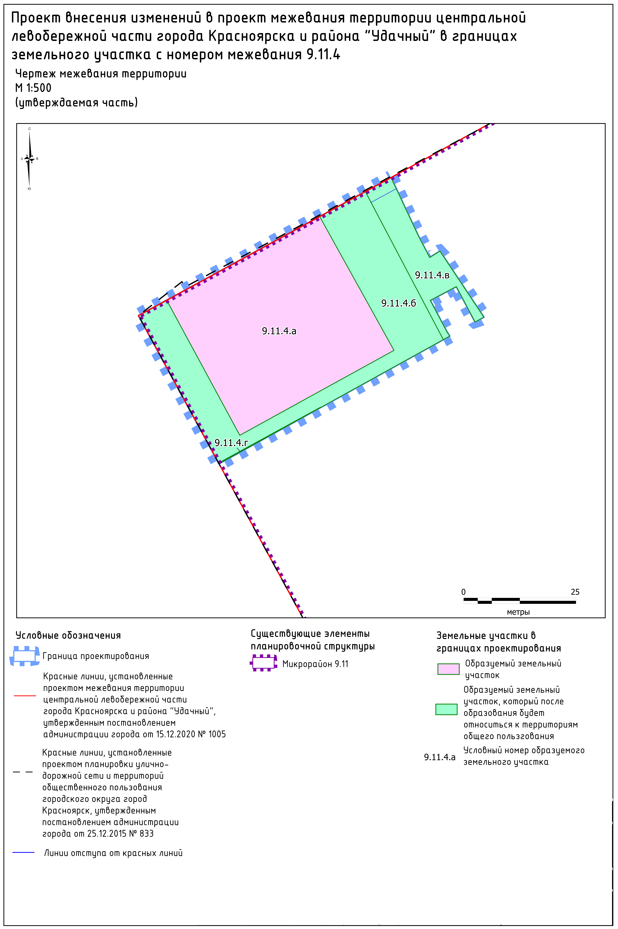 Проект внесения изменений в проект межевания территории центральной
левобережной части города Красноярска и района "Удачный" в границах
земельного участка с номером межевания 9.11.4
Чертеж межевания территории
М 1:500
(утверждаемая часть)
9.11.4.в
9.11.4.б
9.11.4.а
9.11.4.г
0 25
метры
Условные обозначения
Граница проектирования
Красные линии, установленные
проектом межевания территории
центральной левобережной части
города Красноярска и района "Удачный",
утвержденным постановлением
администрации города от 15.12.2020 № 1005
Красные линии, установленные
проектом планировки улично-
дорожной сети и территорий
общественного пользования
городского округа город
Красноярск, утвержденным
постановлением администрации
города от 25.12.2015 № 833
Линии отступа от красных линий
Существующие элементы
планировочной структуры
Микрорайон 9.11
Земельные участки в
границах проектирования
Образуемый земельный
участок
Образуемый земельный
участок, который после
образования будет
относиться к территориям
общего пользгования
9.11.4.а Условный номер образуемого
земельного участка